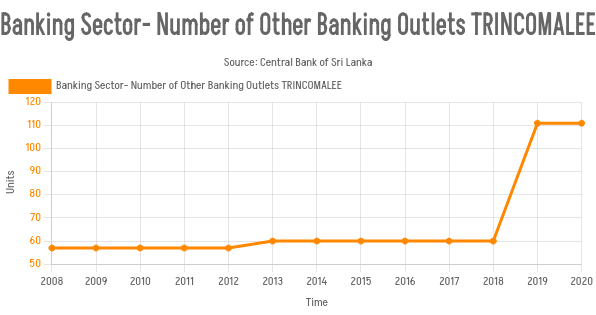 Banking Sector- Number of Other Banking Outlets TRINCOMALEE
Source: Central Bank of Sri Lanka
Banking Sector- Number of Other Banking Outlets TRINCOMALEE
120
110
100
90
80
70
60
50
Units
2008 2009 2010 2011 2012 2013 2014 2015 2016 2017 2018 2019 2020
Time